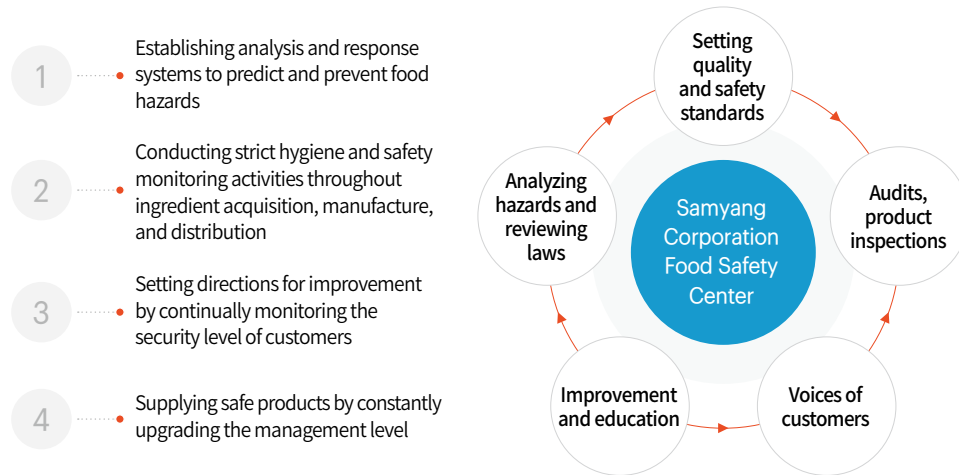 1
Establishing analysis and response
systems to predict and prevent food
hazards
2
Conducting strict hygiene and safety
monitoring activities throughout
ingredient acquisition, manufacture,
and distribution
3
Setting directions for improvement
by continually monitoring the
security level of customers
4
Supplying safe products by constantly
upgrading the management level
Setting
quality
and safety
standards
Analyzing
hazards and
reviewing
laws
Samyang
Corporation
Food Safety
Center
Audits,
product
inspections
Improvement
and education
Voices of
customers